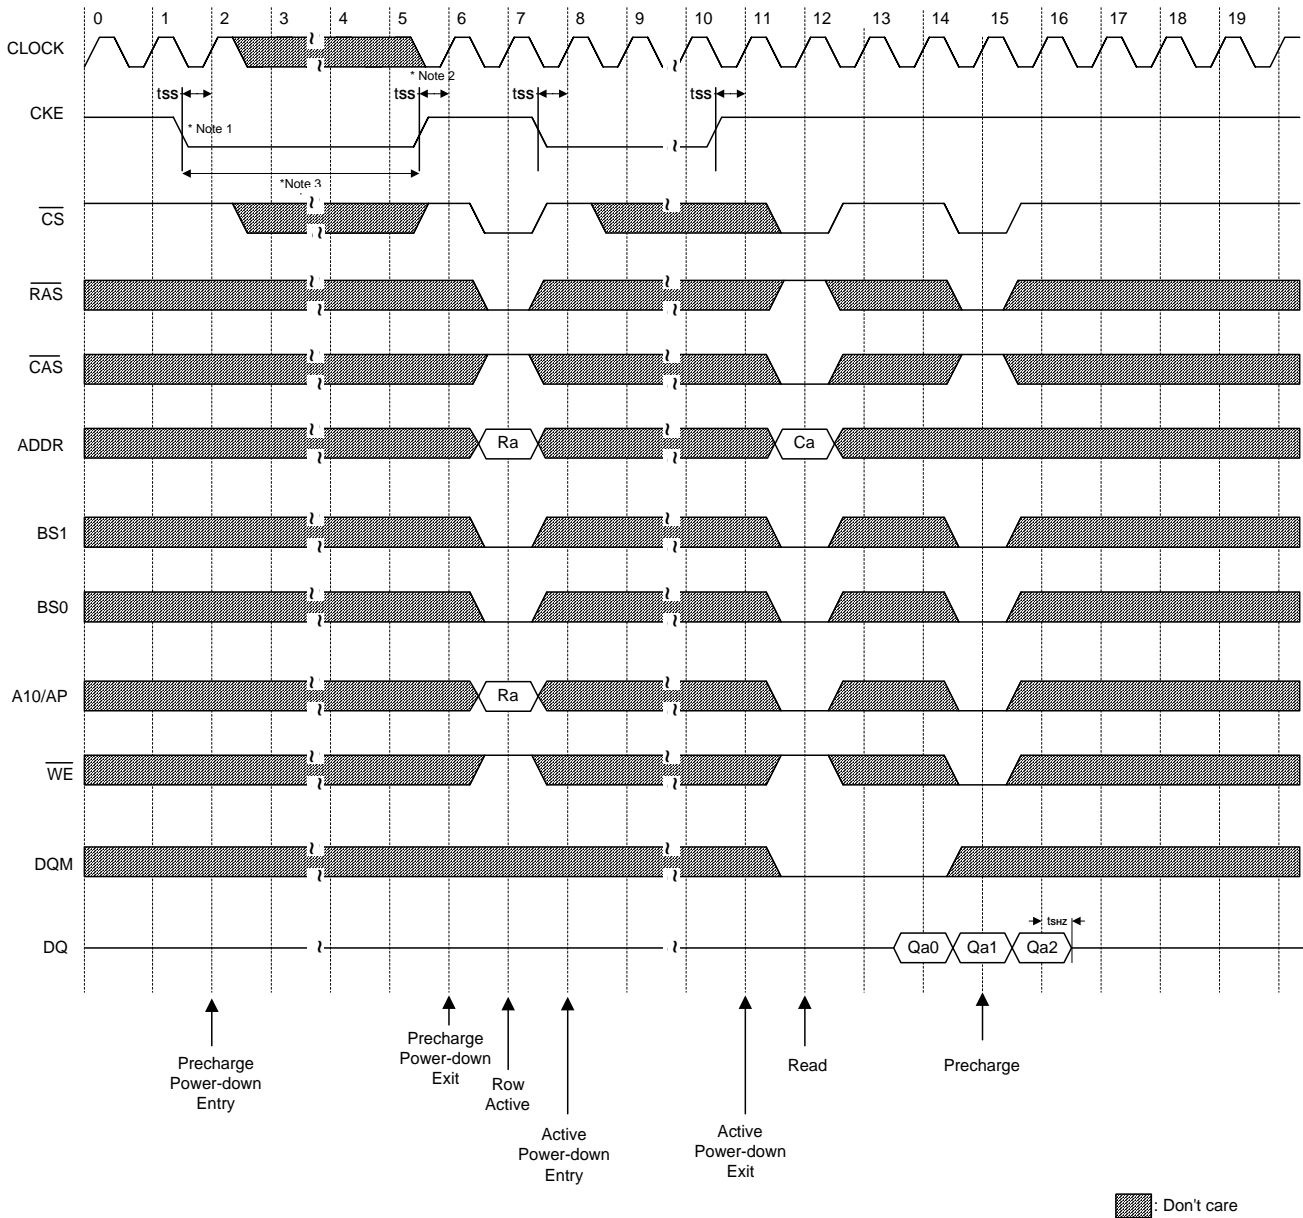 0 1 2 3 4 5 6 7 8 9 10 11 12 13 14 15 16 17 18 19
CLOCK
* Note 2
tss tss tss tss
CKE
* Note 1
*Note 3
CS
RAS
CAS
ADDR Ra Ca
BS1
BS0
A10/AP Ra
WE
DQM
tSHZ
DQ Qa0 Qa1 Qa2
Precharge
Power-down
Entry
Precharge
Power-down
Exit
Row
Active
Active
Power-down
Entry
Active
Power-down
Exit
Read
Precharge
: Don't care